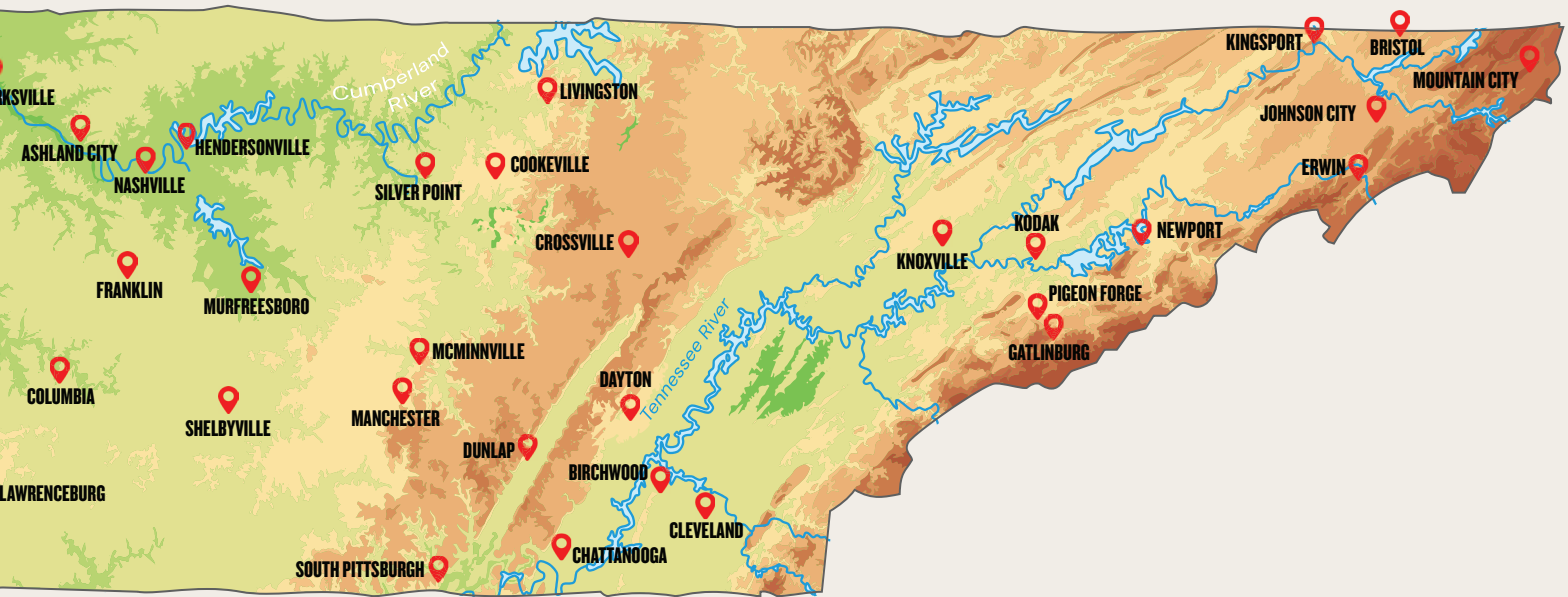 KINGSPORT
BRISTOL
MOUNTAIN CITY
Cumberland
River
LIVINGSTON
RKSVILLE
JOHNSON CITY
ASHLAND CITY
HENDERSONVILLE
NASHVILLE
SILVER POINT
COOKEVILLE
ERWIN
CROSSVILLE
KODAK
NEWPORT
KNOXVILLE
FRANKLIN
MURFREESBORO
PIGEON FORGE
GATLINBURG
Tennessee River
MCMINNVILLE
COLUMBIA
DAYTON
MANCHESTER
SHELBYVILLE
DUNLAP
BIRCHWOOD
LAWRENCEBURG
CLEVELAND
CHATTANOOGA
SOUTH PITTSBURGH